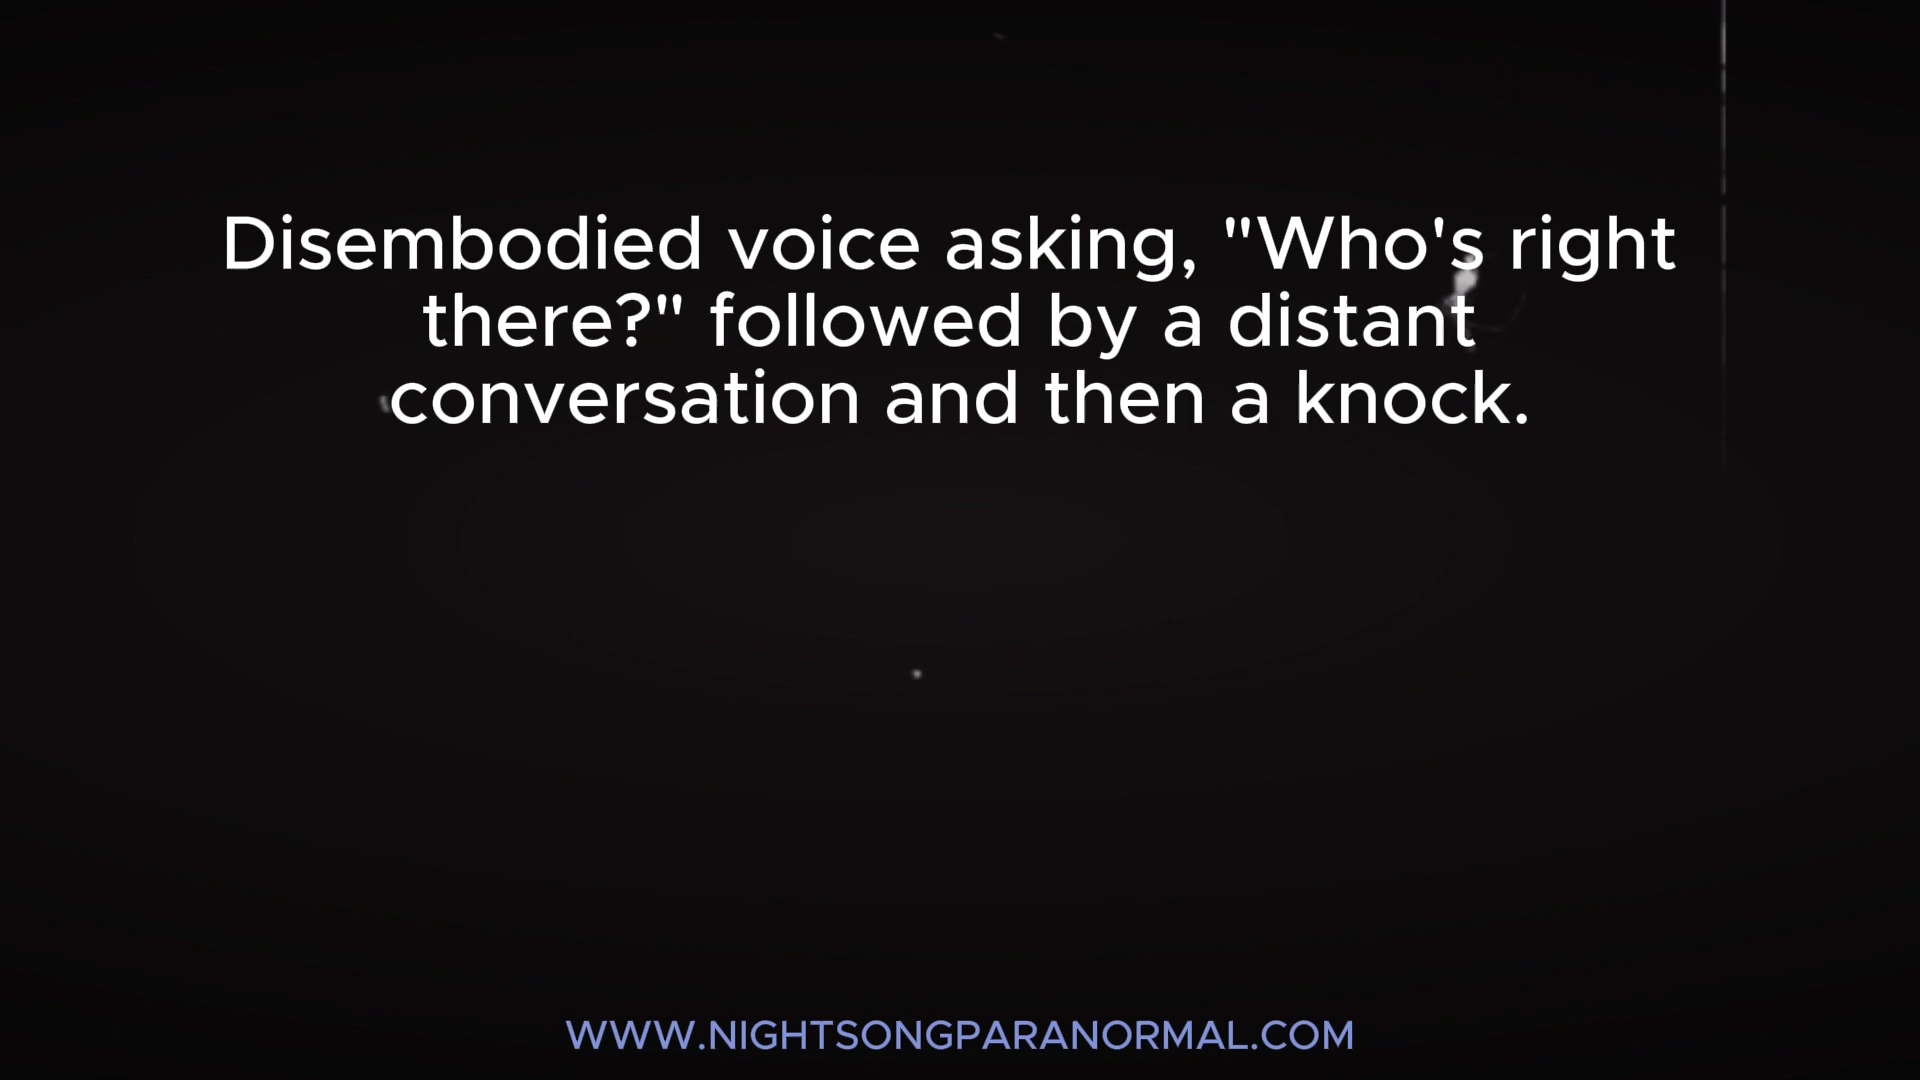 Disembodied voice asking, "Who's right
there?" followed by a distant
conversation and then a knock.
WWW.NIGHTSONGPARANORMAL.COM